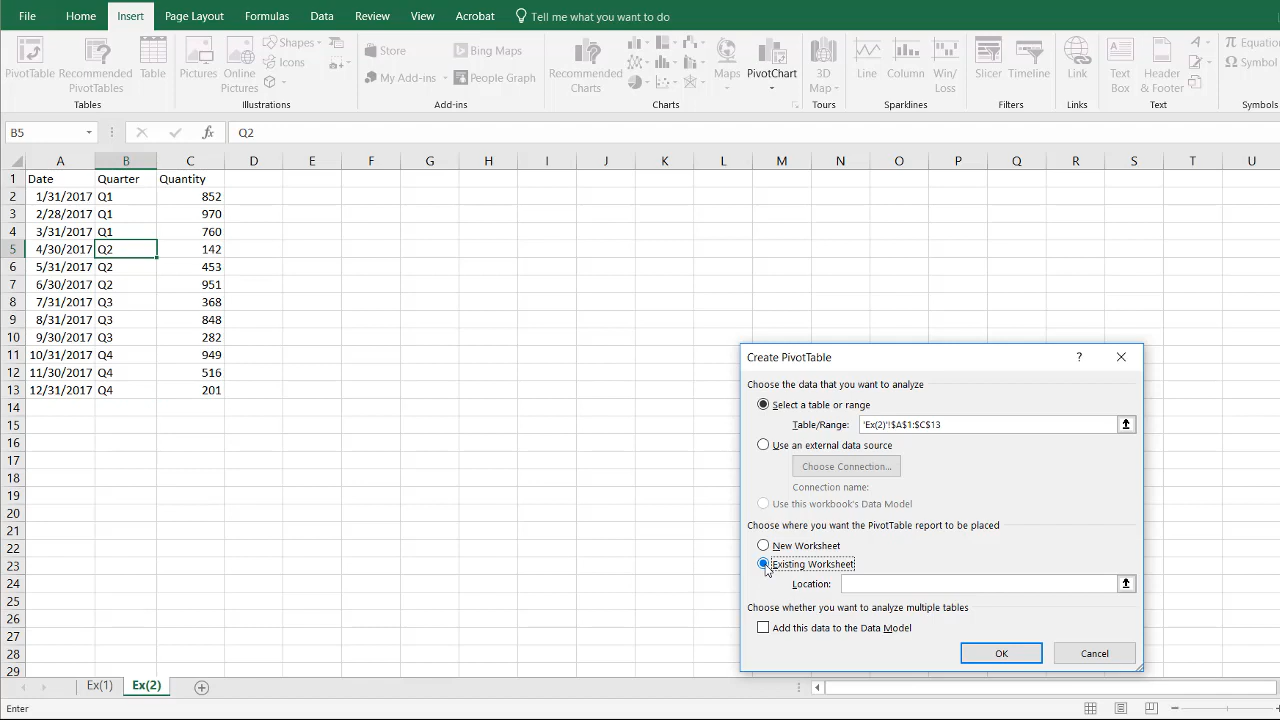 File Home Insert Page Layout Formulas Data Review View Acrobat Tell me what you want to do
PivotTable Recommended PivotTables Table
Tables
Pictures Online Pictures Shapes Icons
Illustrations
Store My Add-ins Bing Maps People Graph
Add-ins
Recommended Charts Maps PivotChart
Charts
3D Map
Tours
Line Column Win/Loss
Sparklines
Slicer Timeline
Filters
Link
Links
Text Box Header & Footer
Text
Equatio
Symbol
Symbols
B5 fx Q2
A B C D E F G H I J K L M N O P Q R S T U
1 Date Quarter Quantity
2 1/31/2017 Q1 852
3 2/28/2017 Q1 970
4 3/31/2017 Q1 760
5 4/30/2017 Q2 142
6 5/31/2017 Q2 453
7 6/30/2017 Q2 951
8 7/31/2017 Q3 368
9 8/31/2017 Q3 848
10 9/30/2017 Q3 282
11 10/31/2017 Q4 949
12 11/30/2017 Q4 516
13 12/31/2017 Q4 201
14
15
16
17
18
19
20
21
22
23
24
25
26
27
28
29
Create PivotTable ?
Choose the data that you want to analyze
Select a table or range
Table/Range: 'Ex(2)'!$A$1:$C$13
Use an external data source
Choose Connection...
Connection name:
Use this workbook's Data Model
Choose where you want the PivotTable report to be placed
New Worksheet
Existing Worksheet
Location:
Choose whether you want to analyze multiple tables
Add this data to the Data Model
OK Cancel
Ex(1) Ex(2)
Enter